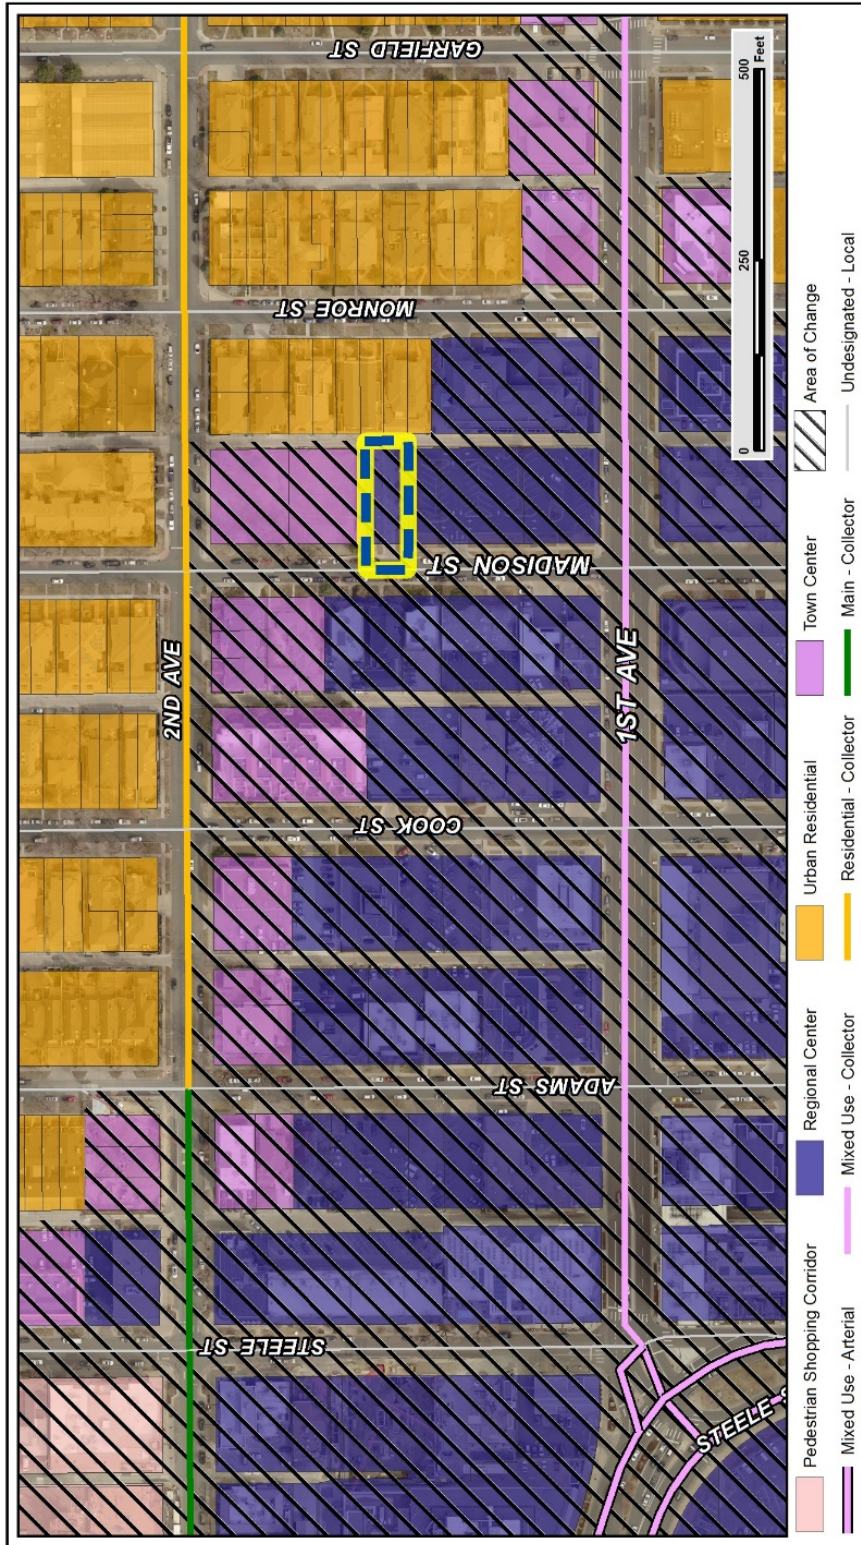 GARFIELD ST
MONROE ST
MADISON ST
2ND AVE
1ST AVE
COOK ST
ADAMS ST
STEELE ST
STEELE S
0 250 500
Feet
Pedestrian Shopping Corridor Regional Center Urban Residential Town Center Area of Change
Mixed Use - Arterial Mixed Use - Collector Residential - Collector Main - Collector Undesignated - Local